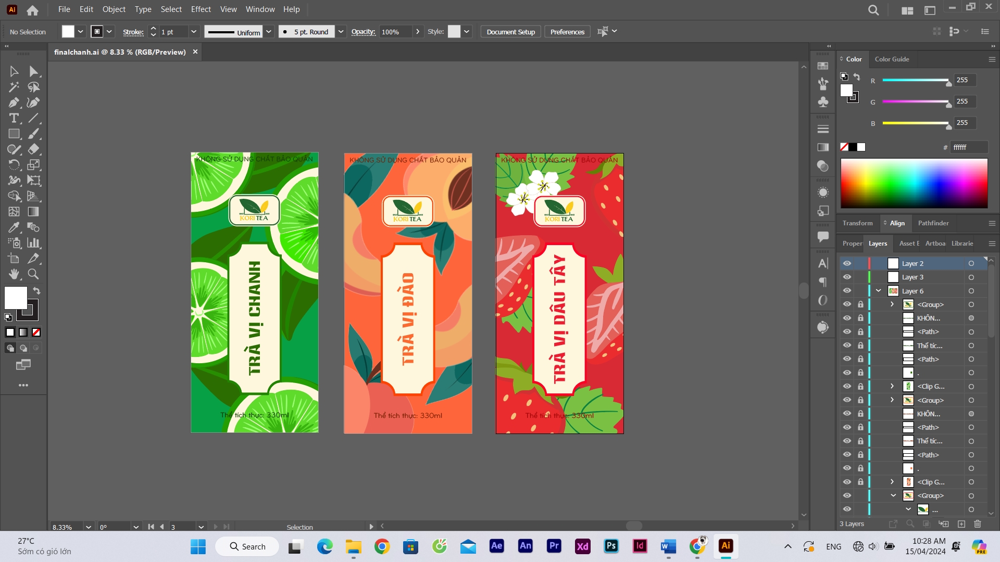 File Edit Object Type Select Effect View Window Help
No Selection Stroke: 1 pt Uniform 5 pt. Round Opacity: 100% Style: Document Setup Preferences
finalchanh.ai @ 8.33 % (RGB/Preview) ×
Color Color Guide
R 255
G 255
B 255
# ffffff
Transform Align Pathfinder
Proper Layers Asset E Artboa Librarie
Layer 2
Layer 3
Layer 6
<Group>
KHÔN...
<Path>
Thể tíc...
<Path>
.
<Clip G...
<Group>
KHÔN...
<Path>
Thể tíc...
<Path>
.
<Clip G...
<Group>
...
3 Layers
KHÔNG SỬ DỤNG CHẤT BẢO QUẢN
KORI TEA
TRÀ VỊ CHANH
Thể tích thực: 330ml
KHÔNG SỬ DỤNG CHẤT BẢO QUẢN
KORI TEA
TRÀ VỊ ĐÀO
Thể tích thực: 330ml
KHÔNG SỬ DỤNG CHẤT BẢO QUẢN
KORI TEA
TRÀ VỊ DÂU TÂY
Thể tích thực: 330ml
8.33% 0° 3 Selection
27°C
Sớm có gió lớn
Search
Ae An Pr Xd Ps Id W Ai
ENG
10:28 AM
15/04/2024
PRE